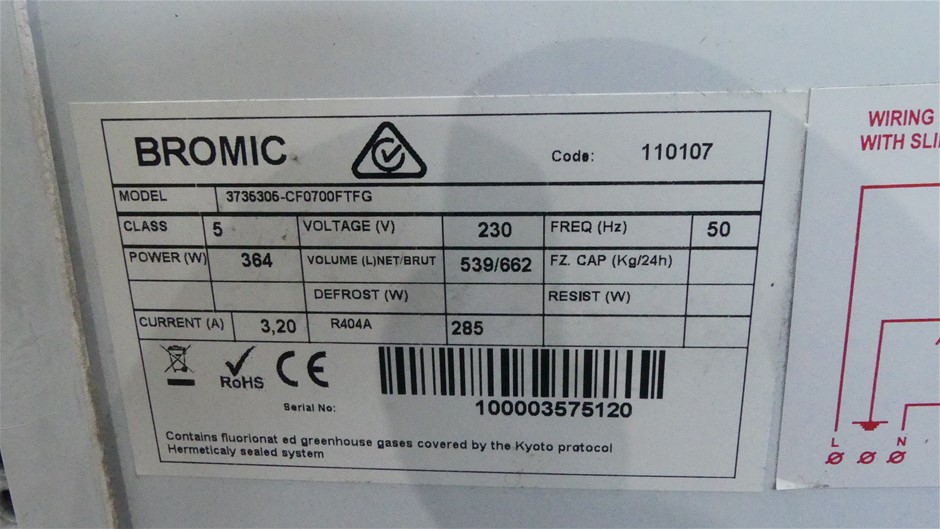 BROMIC
Code: 110107
MODEL 3735305-CF0700FTFG
CLASS 5 VOLTAGE (V) 230 FREQ (Hz) 50
POWER (W) 364 VOLUME (L)NET/BRUT 539/662 FZ. CAP (Kg/24h)
DEFROST (W) RESIST (W)
CURRENT (A) 3,20 R404A 285
RoHS CE
Serial No: 100003575120
Contains fluorionat ed greenhouse gases covered by the Kyoto protocol
Hermeticaly sealed system
WIRING
WITH
L N